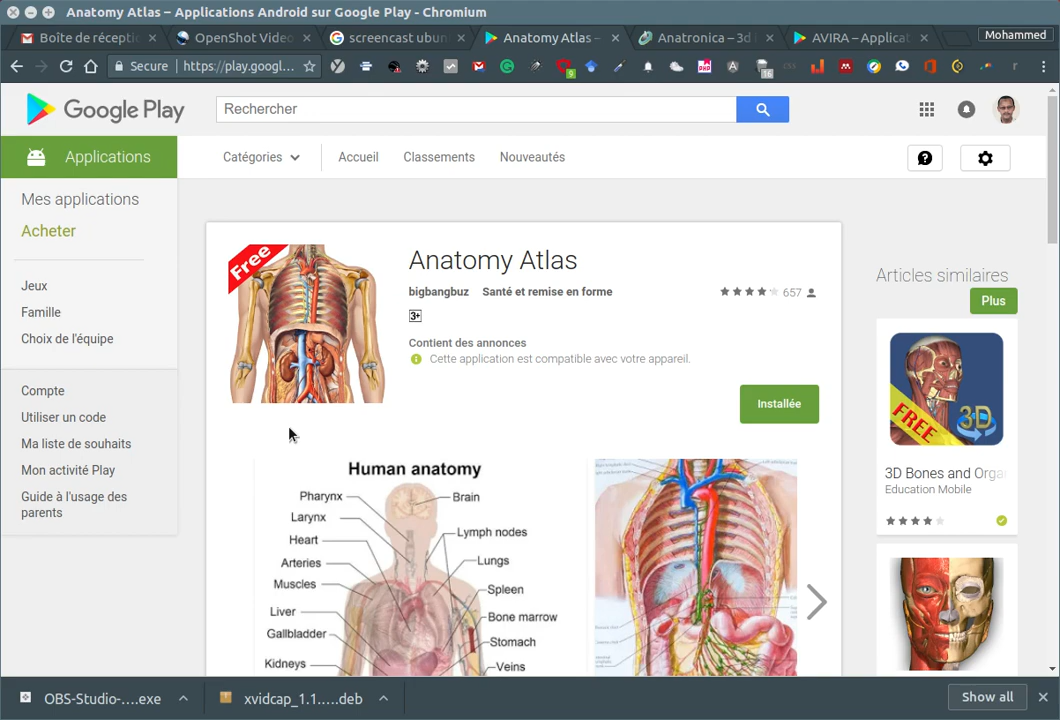 Anatomy Atlas – Applications Android sur Google Play - Chromium
Boîte de récepti
OpenShot Video
screencast ubun
Anatomy Atlas –
Anatronica – 3d
AVIRA – Applicat
Mohammed
Secure
https://play.googl...
9
16
Google Play
Rechercher
Applications
Catégories
Accueil
Classements
Nouveautés
Mes applications
Acheter
Jeux
Famille
Choix de l'équipe
Compte
Utiliser un code
Ma liste de souhaits
Mon activité Play
Guide à l'usage des
parents
Free
Anatomy Atlas
bigbangbuz Santé et remise en forme
657
3+
Contient des annonces
Cette application est compatible avec votre appareil.
Installée
Human anatomy
Pharynx
Brain
Larynx
Lymph nodes
Heart
Arteries
Lungs
Muscles
Spleen
Liver
Bone marrow
Gallbladder
Stomach
Kidneys
Veins
Articles similaires
Plus
FREE
3D
3D Bones and Orga
Education Mobile
OBS-Studio-....exe
xvidcap_1.1.....deb
Show all